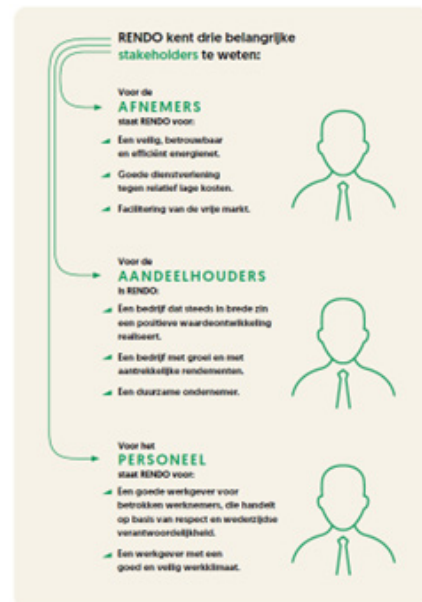 RENDO kent drie belangrijke
stakeholders te weten:
Voor de
AFNEMERS
staat RENDO voor:
Een veilig, betrouwbaar
en efficiënt energienet.
Goede dienstverlening
tegen relatief lage kosten.
Facilitering van de vrije markt.
Voor de
AANDEELHOUDERS
is RENDO:
Een bedrijf dat steeds in brede zin
een positieve waardeontwikkeling
realiseert.
Een bedrijf met groei en met
aantrekkelijke rendementen.
Een duurzame ondernemer.
Voor het
PERSONEEL
staat RENDO voor:
Een goede werkgever voor
betrokken werknemers, die handelt
op basis van respect en wederzijdse
verantwoordelijkheid.
Een werkgever met een
goed en veilig werkklimaat.